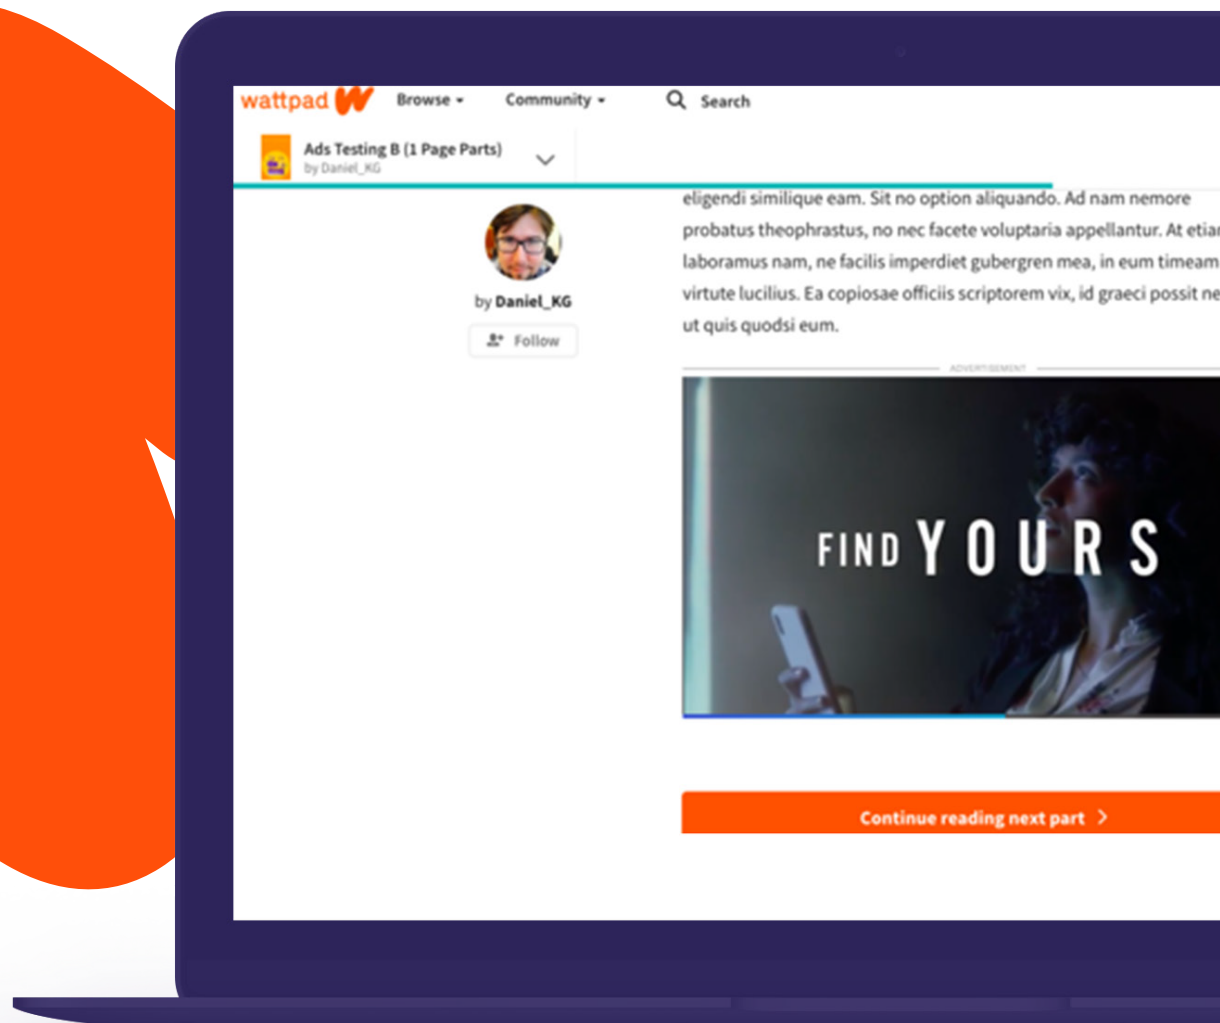 wattpad
Browse
Community
Search
Ads Testing B (1 Page Parts)
by Daniel_KG
by Daniel_KG
Follow
eligendi similique eam. Sit no option aliquando. Ad nam nemore
probatus theophrastus, no nec facete voluptaria appellantur. At etiam
laboramus nam, ne facilis imperdiet gubergren mea, in eum timeam
virtute lucilius. Ea copiosae officiis scriptorem vix, id graeci possit ne
ut quis quodsi eum.
ADVERTISEMENT
FIND YOURS
Continue reading next part